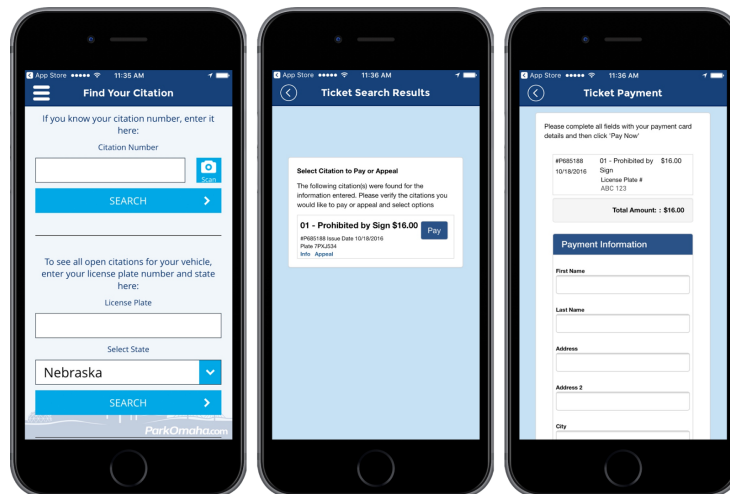 App Store
11:35 AM
Find Your Citation
If you know your citation number, enter it
here:
Citation Number
Scan
SEARCH
To see all open citations for your vehicle,
enter your license plate number and state
here:
License Plate
Select State
Nebraska
SEARCH
ParkOmaha.com
App Store
11:36 AM
Ticket Search Results
Select Citation to Pay or Appeal
The following citation(s) were found for the
information entered. Please verify the citations you
would like to pay or appeal and select options
01 - Prohibited by Sign $16.00
Pay
#P685188 Issue Date 10/18/2016
Plate 7PXJ534
Info Appeal
App Store
11:36 AM
Ticket Payment
Please complete all fields with your payment card
details and then click 'Pay Now'
#P685188 01 - Prohibited by $16.00
10/18/2016 Sign
License Plate #
ABC 123
Total Amount: : $16.00
Payment Information
First Name
Last Name
Address
Address 2
City